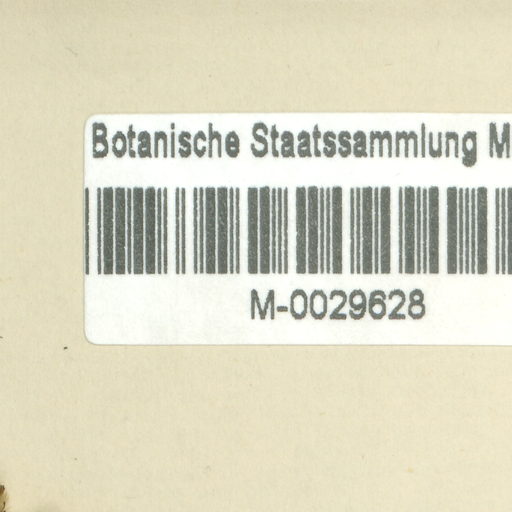 Botanische Staatssammlung M
M-0029628